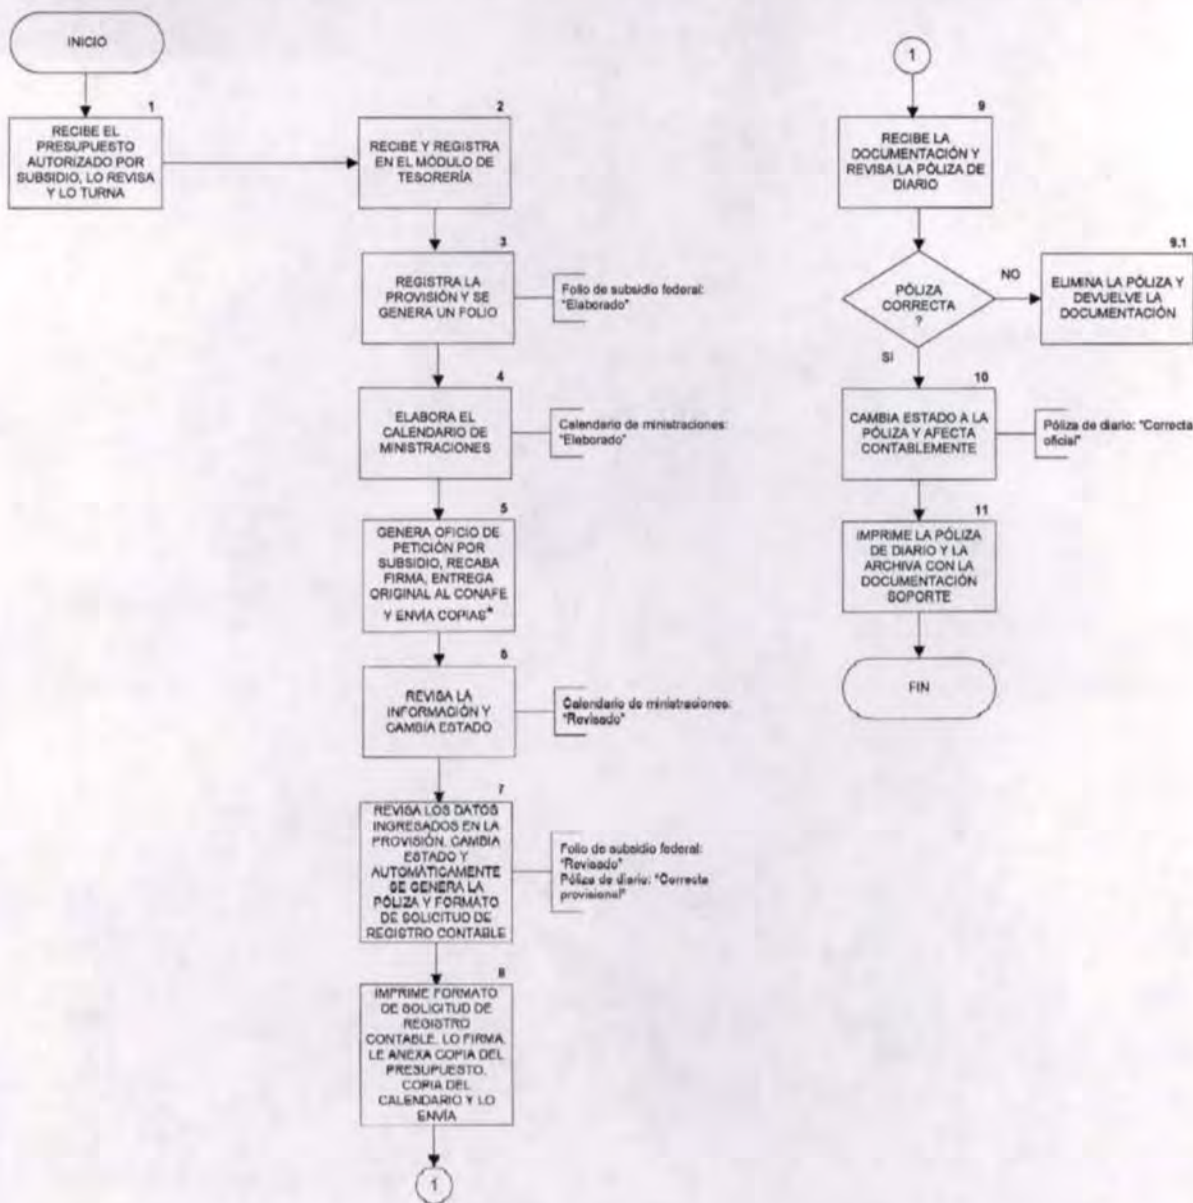 INICIO
1
RECIBE EL
PRESUPUESTO
AUTORIZADO POR
SUBSIDIO, LO REVISA
Y LO TURNA
2
RECIBE Y REGISTRA
EN EL MÓDULO DE
TESORERÍA
3
REGISTRA LA
PROVISIÓN Y SE
GENERA UN FOLIO
Folio de subsidio federal:
"Elaborado"
4
ELABORA EL
CALENDARIO DE
MINISTRACIONES
Calendario de ministraciones:
"Elaborado"
5
GENERA OFICIO DE
PETICIÓN POR
SUBSIDIO, RECABA
FIRMA, ENTREGA
ORIGINAL AL CONAFE
Y ENVÍA COPIAS*
6
REVISA LA
INFORMACIÓN Y
CAMBIA ESTADO
Calendario de ministraciones:
"Revisado"
7
REVISA LOS DATOS
INGRESADOS EN LA
PROVISIÓN, CAMBIA
ESTADO Y
AUTOMÁTICAMENTE
SE GENERA LA
PÓLIZA Y FORMATO
DE SOLICITUD DE
REGISTRO CONTABLE
Folio de subsidio federal:
"Revisado"
Póliza de diario: "Correcta
provisional"
8
IMPRIME FORMATO
DE SOLICITUD DE
REGISTRO
CONTABLE, LO FIRMA,
LE ANEXA COPIA DEL
PRESUPUESTO,
COPIA DEL
CALENDARIO Y LO
ENVÍA
1
1
9
RECIBE LA
DOCUMENTACIÓN Y
REVISA LA PÓLIZA DE
DIARIO
PÓLIZA
CORRECTA
?
NO
9.1
ELIMINA LA PÓLIZA Y
DEVUELVE LA
DOCUMENTACIÓN
SI
10
CAMBIA ESTADO A LA
PÓLIZA Y AFECTA
CONTABLEMENTE
Póliza de diario: "Correcta
oficial"
11
IMPRIME LA PÓLIZA
DE DIARIO Y LA
ARCHIVA CON LA
DOCUMENTACIÓN
SOPORTE
FIN